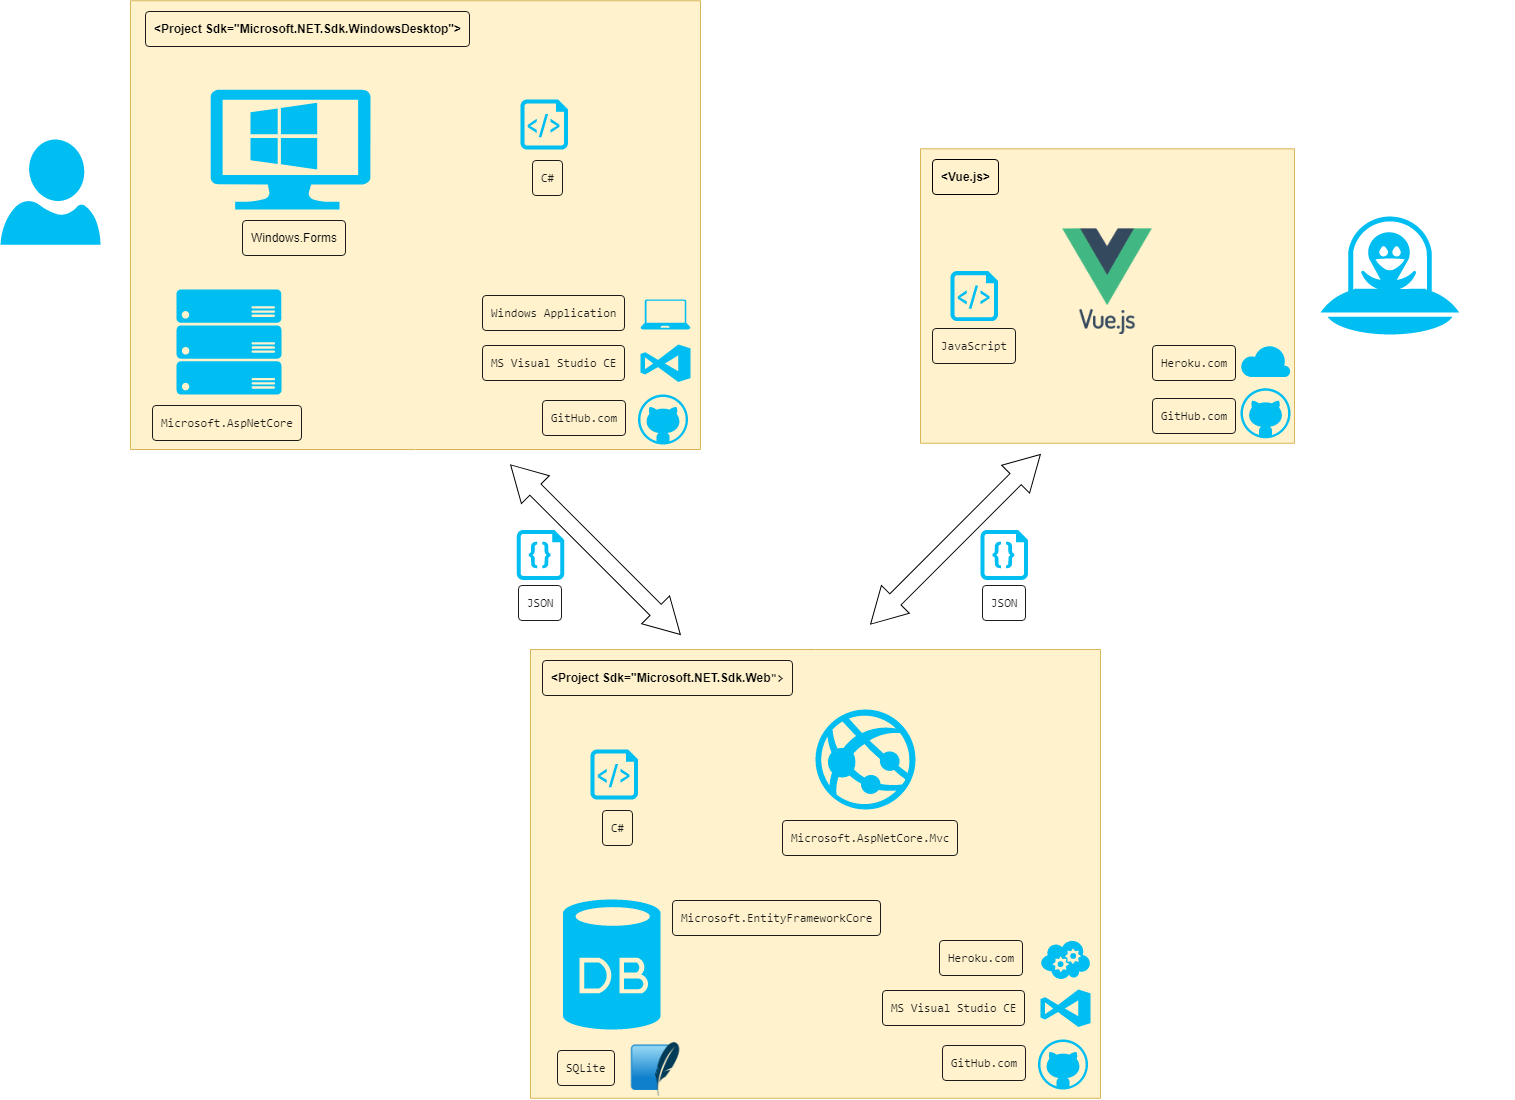 <Project Sdk="Microsoft.NET.Sdk.WindowsDesktop">
</>
C#
Windows.Forms
Windows Application
MS Visual Studio CE
GitHub.com
Microsoft.AspNetCore
<Vue.js>
</>
JavaScript
Vue.js
Heroku.com
GitHub.com
{}
JSON
{}
JSON
<Project Sdk="Microsoft.NET.Sdk.Web">
</>
C#
Microsoft.AspNetCore.Mvc
Microsoft.EntityFrameworkCore
DB
Heroku.com
MS Visual Studio CE
GitHub.com
SQLite